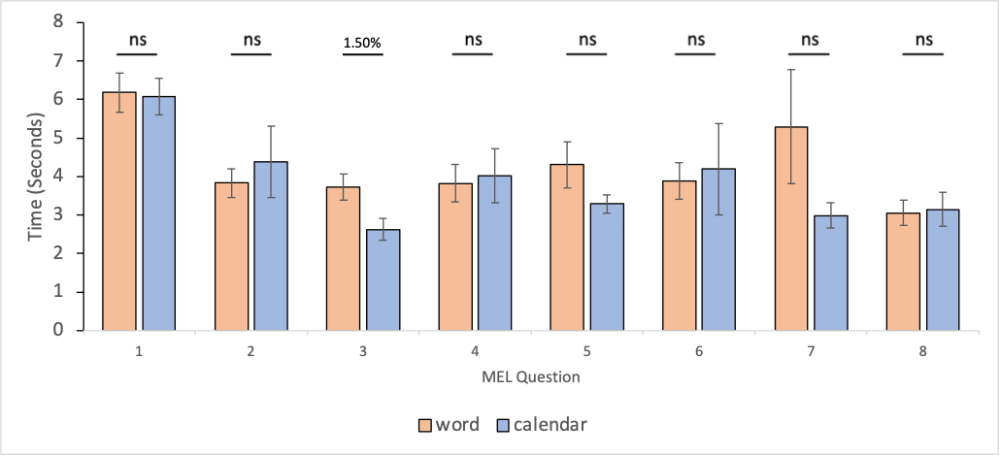 8
ns
ns
1.50%
ns
ns
ns
ns
ns
7
6
5
4
3
2
1
0
Time (Seconds)
1 2 3 4 5 6 7 8
MEL Question
word calendar